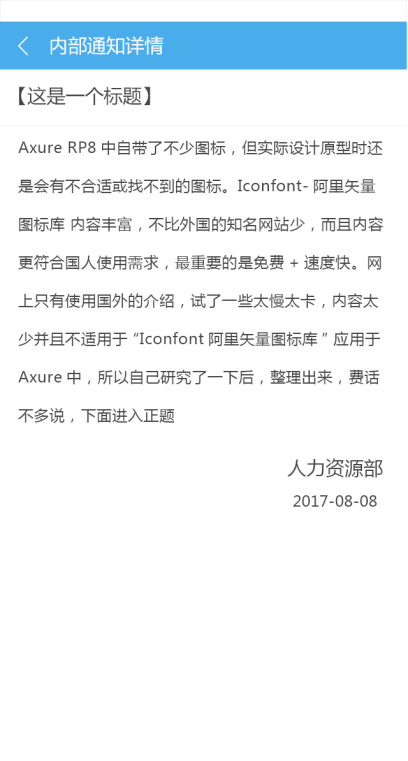 内部通知详情
【这是一个标题】
Axure RP8 中自带了不少图标，但实际设计原型时还
是会有不合适或找不到的图标。Iconfont- 阿里矢量
图标库 内容丰富，不比外国的知名网站少，而且内容
更符合国人使用需求，最重要的是免费 + 速度快。网
上只有使用国外的介绍，试了一些太慢太卡，内容太
少并且不适用于 “Iconfont 阿里矢量图标库 ” 应用于
Axure 中，所以自己研究了一下后，整理出来，费话
不多说，下面进入正题
人力资源部
2017-08-08